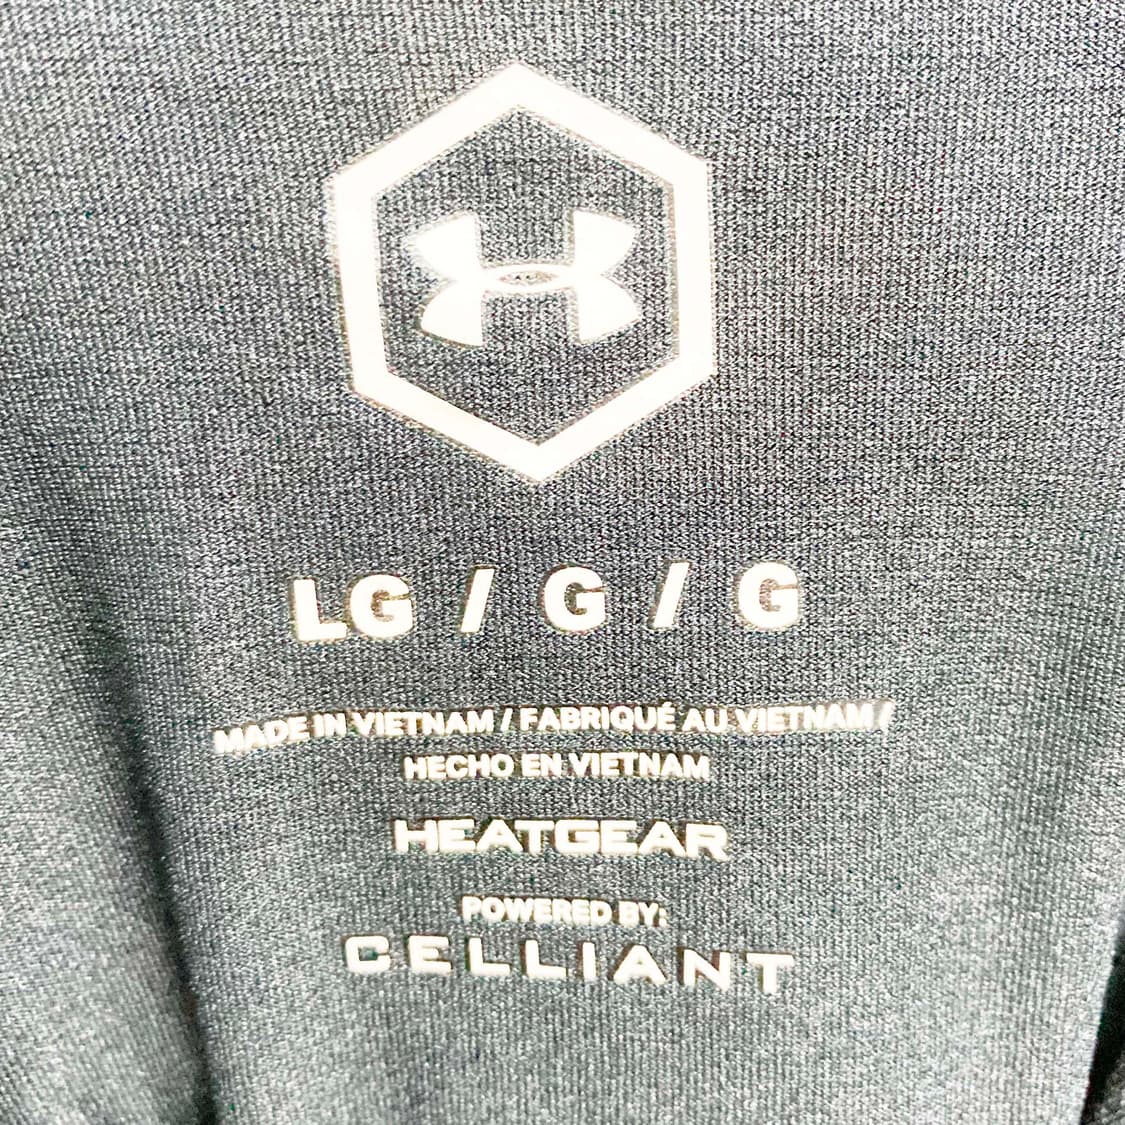 LG / G / G
MADE IN VIETNAM / FABRIQUÉ AU VIETNAM /
HECHO EN VIETNAM
HEATGEAR
POWERED BY:
CELLIANT